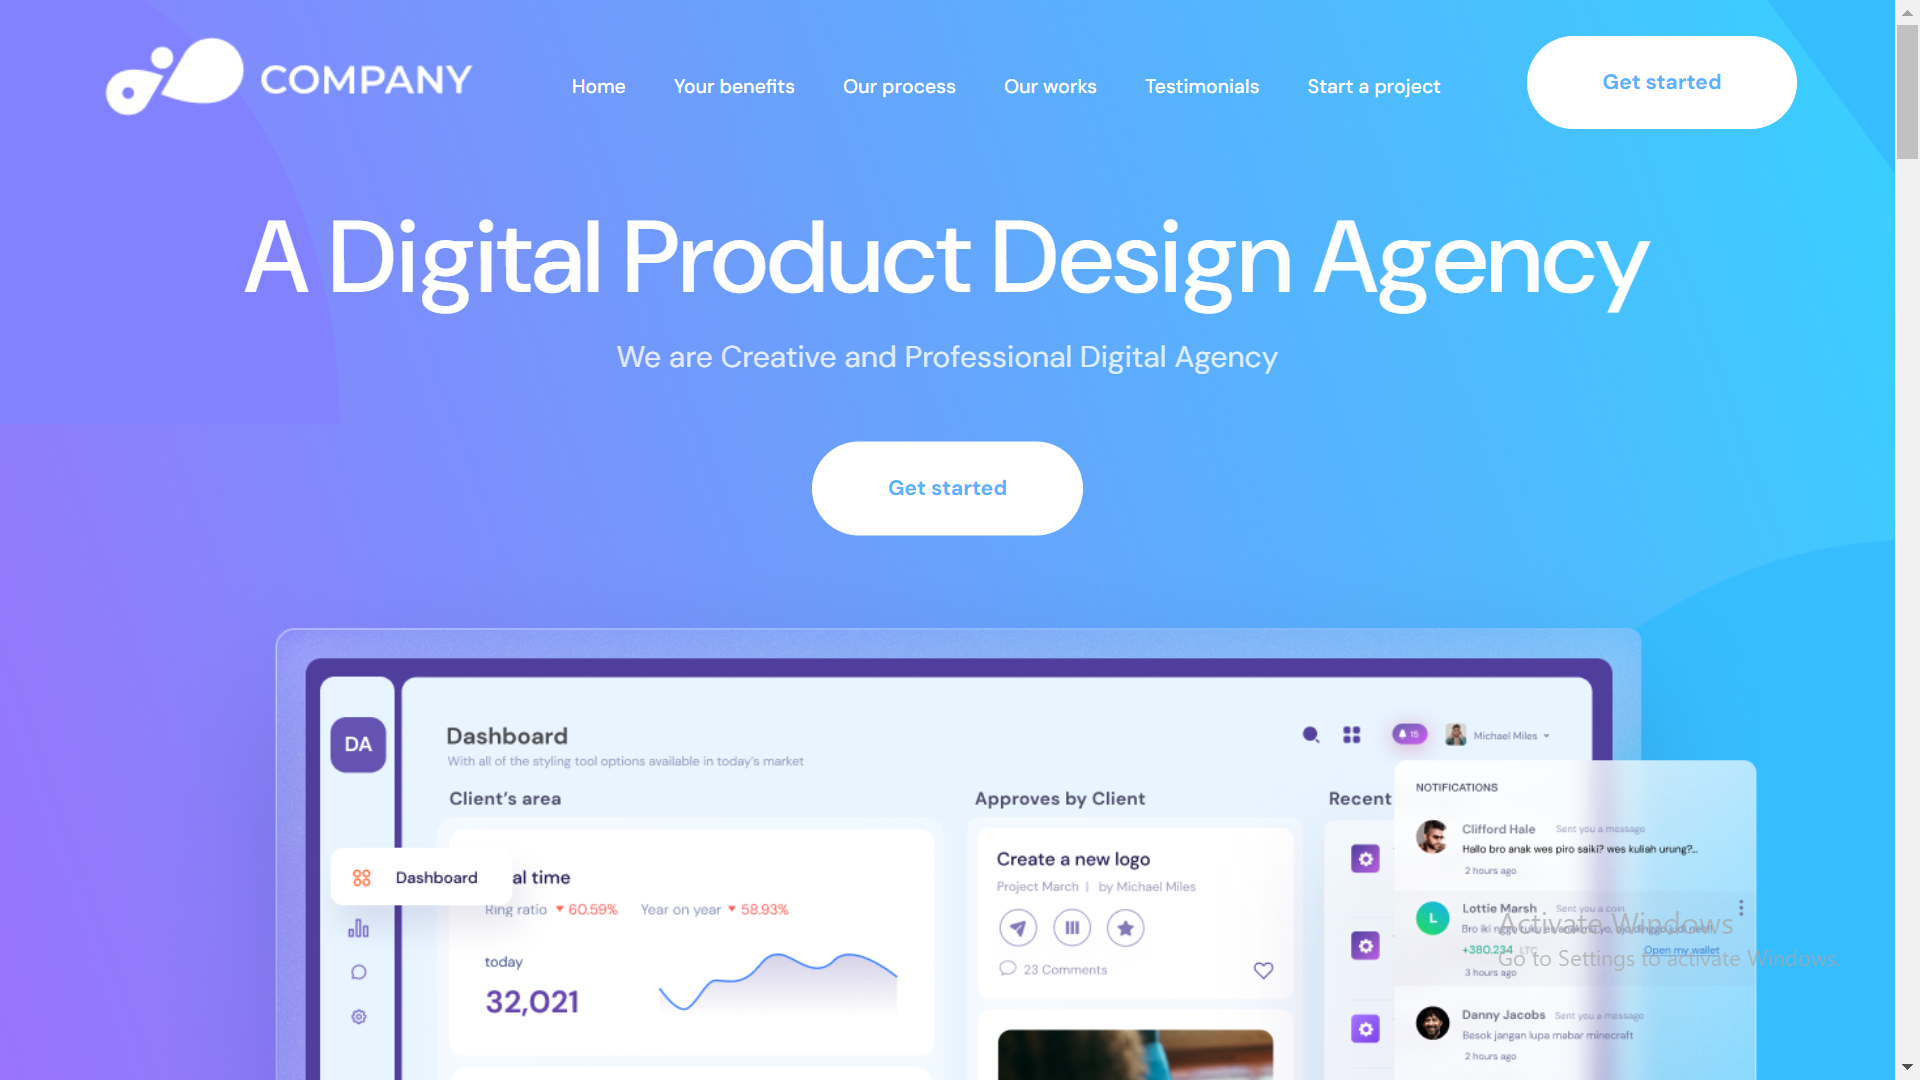 COMPANY
Home
Your benefits
Our process
Our works
Testimonials
Start a project
Get started
A Digital Product Design Agency
We are Creative and Professional Digital Agency
Get started
DA
Dashboard
With all of the styling tool options available in today's market
15
Michael Miles
Client's area
Approves by Client
Recent
NOTIFICATIONS
Clifford Hale Sent you a message
Hallo bro anak wes piro saiki? wes kuliah urung?...
2 hours ago
Dashboard
al time
Ring ratio 60.59% Year on year 58.93%
today
32,021
Create a new logo
Project March | by Michael Miles
23 Comments
L
Lottie Marsh Sent you a coin
Bro iki nggo tuku
+380.234 LTC
Open my wallet
3 hours ago
Activate Windows
Go to Settings to activate Windows.
Danny Jacobs Sent you a message
Besok jangan lupa mabar minecraft
2 hours ago